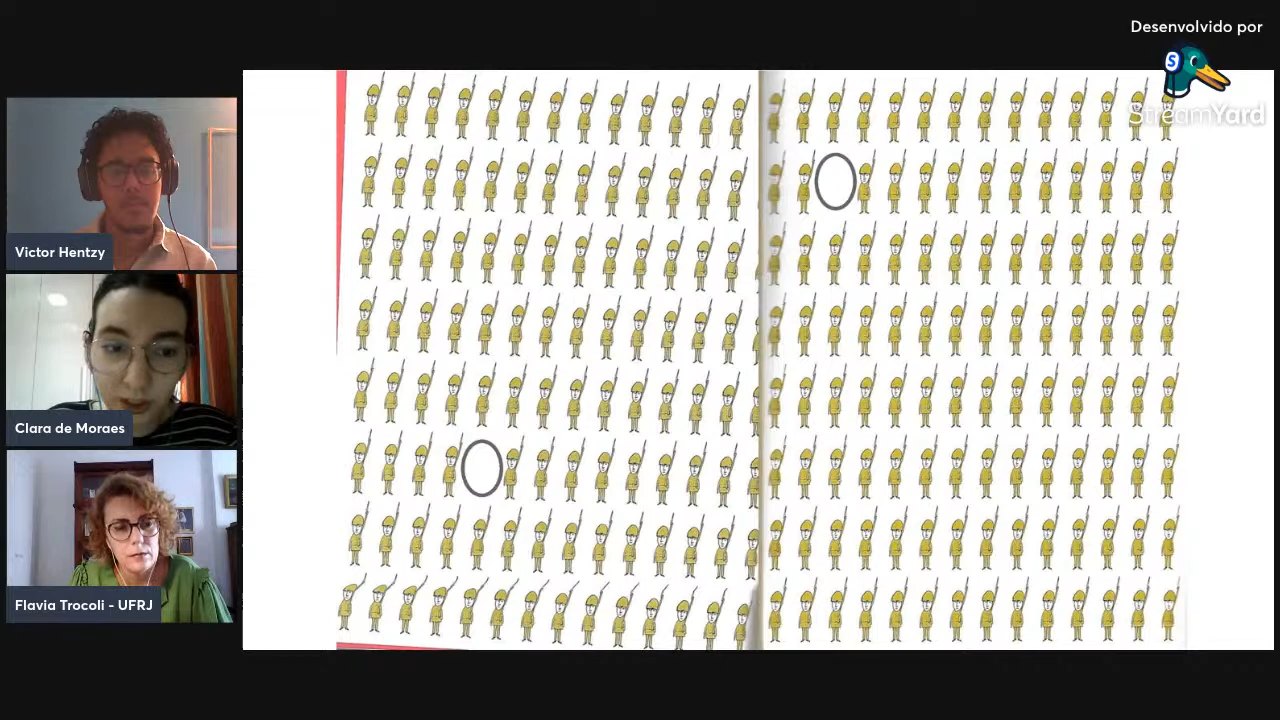 Desenvolvido por
S
StreamYard
Victor Hentzy
Clara de Moraes
Flavia Trocoli - UFRJ